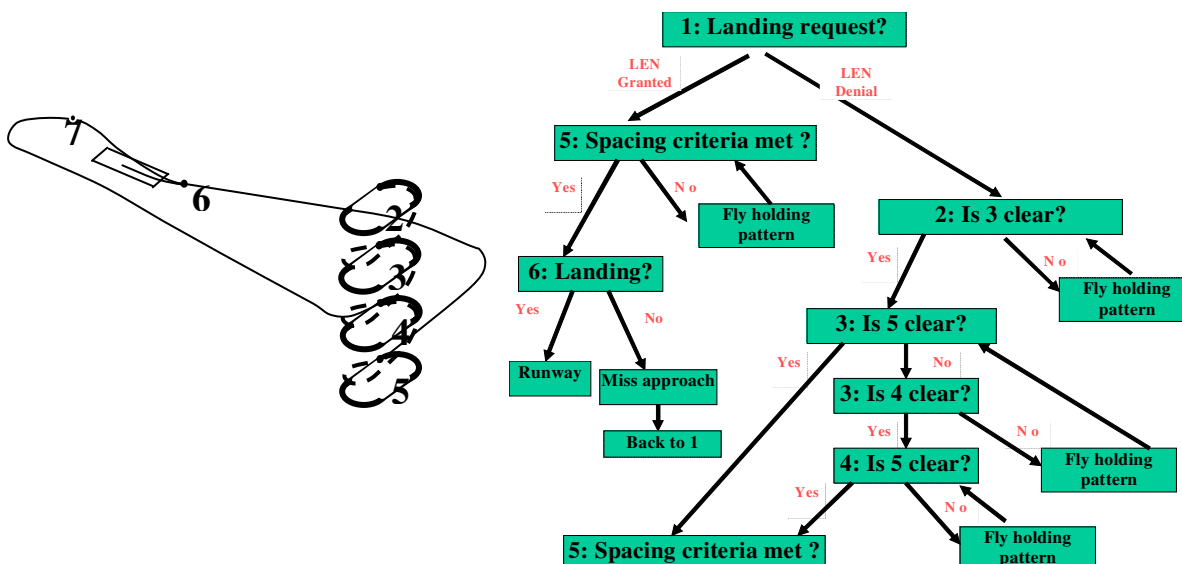 7
6
2
3
4
5
1: Landing request?
LEN
Granted
LEN
Denial
5: Spacing criteria met ?
Yes
N o
Fly holding
pattern
2: Is 3 clear?
6: Landing?
Yes
N o
Fly holding
pattern
Yes
No
3: Is 5 clear?
Runway
Miss approach
Yes
No
3: Is 4 clear?
Back to 1
Yes
N o
Fly holding
pattern
4: Is 5 clear?
Yes
N o
Fly holding
pattern
5: Spacing criteria met ?